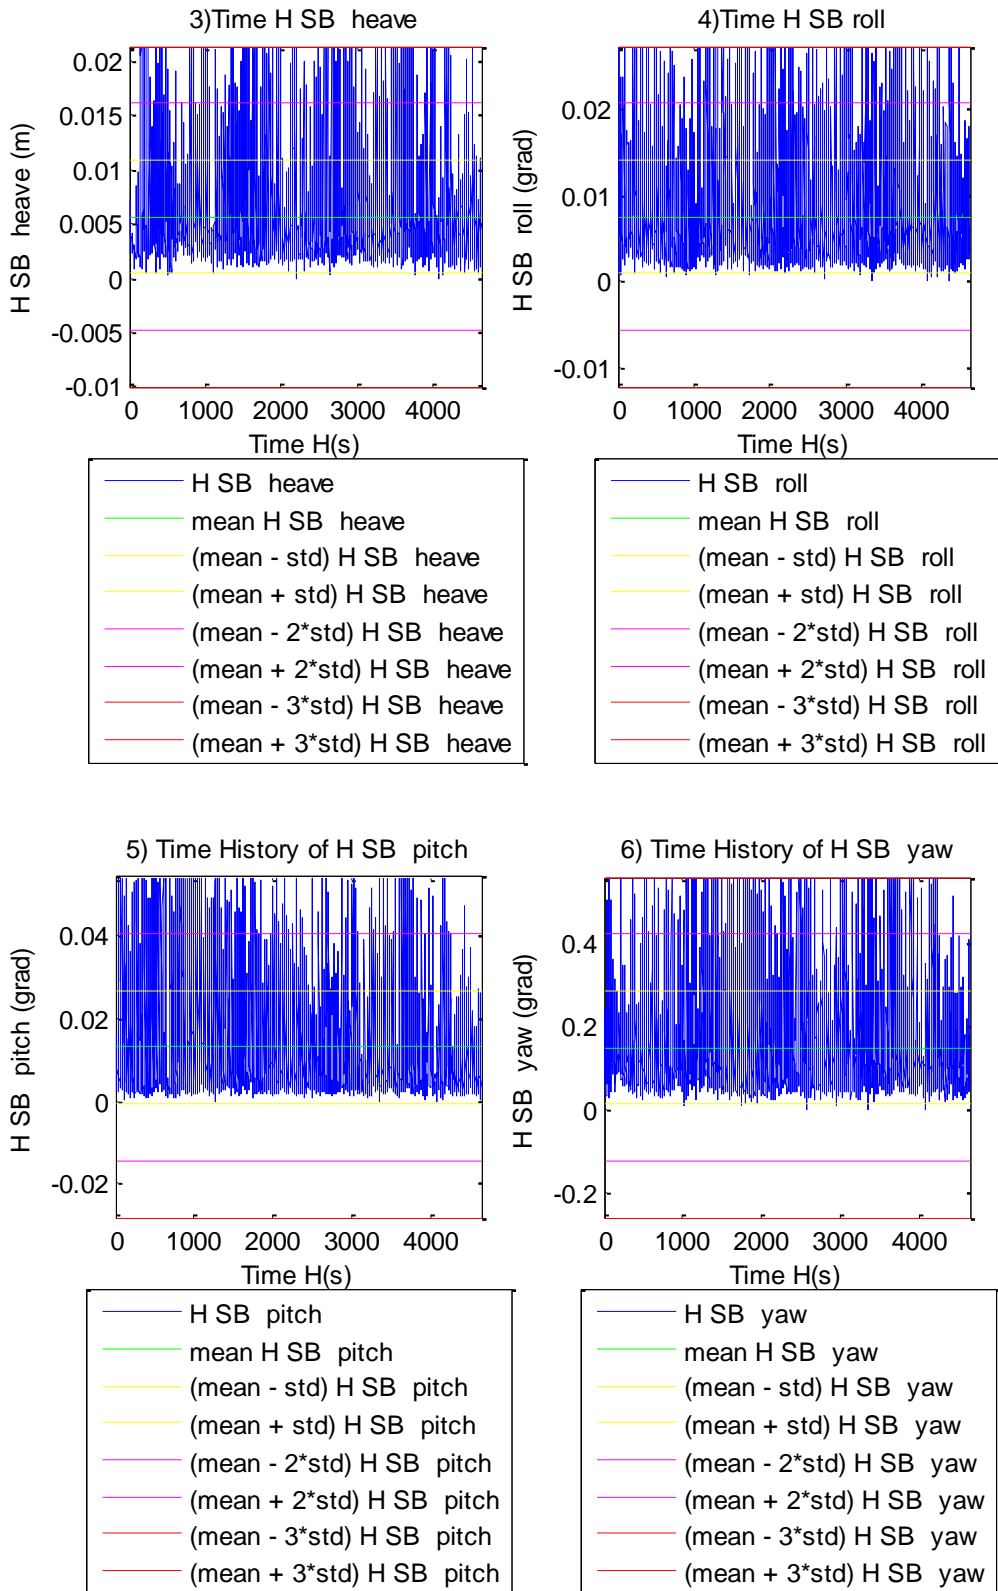 3)Time H SB heave
0.02
0.015
0.01
0.005
0
-0.005
-0.01
H SB heave (m)
0 1000 2000 3000 4000
Time H(s)
H SB heave
mean H SB heave
(mean - std) H SB heave
(mean + std) H SB heave
(mean - 2*std) H SB heave
(mean + 2*std) H SB heave
(mean - 3*std) H SB heave
(mean + 3*std) H SB heave
4)Time H SB roll
0.02
0.01
0
-0.01
H SB roll (grad)
0 1000 2000 3000 4000
Time H(s)
H SB roll
mean H SB roll
(mean - std) H SB roll
(mean + std) H SB roll
(mean - 2*std) H SB roll
(mean + 2*std) H SB roll
(mean - 3*std) H SB roll
(mean + 3*std) H SB roll
5) Time History of H SB pitch
0.04
0.02
0
-0.02
H SB pitch (grad)
0 1000 2000 3000 4000
Time H(s)
H SB pitch
mean H SB pitch
(mean - std) H SB pitch
(mean + std) H SB pitch
(mean - 2*std) H SB pitch
(mean + 2*std) H SB pitch
(mean - 3*std) H SB pitch
(mean + 3*std) H SB pitch
6) Time History of H SB yaw
0.4
0.2
0
-0.2
H SB yaw (grad)
0 1000 2000 3000 4000
Time H(s)
H SB yaw
mean H SB yaw
(mean - std) H SB yaw
(mean + std) H SB yaw
(mean - 2*std) H SB yaw
(mean + 2*std) H SB yaw
(mean - 3*std) H SB yaw
(mean + 3*std) H SB yaw